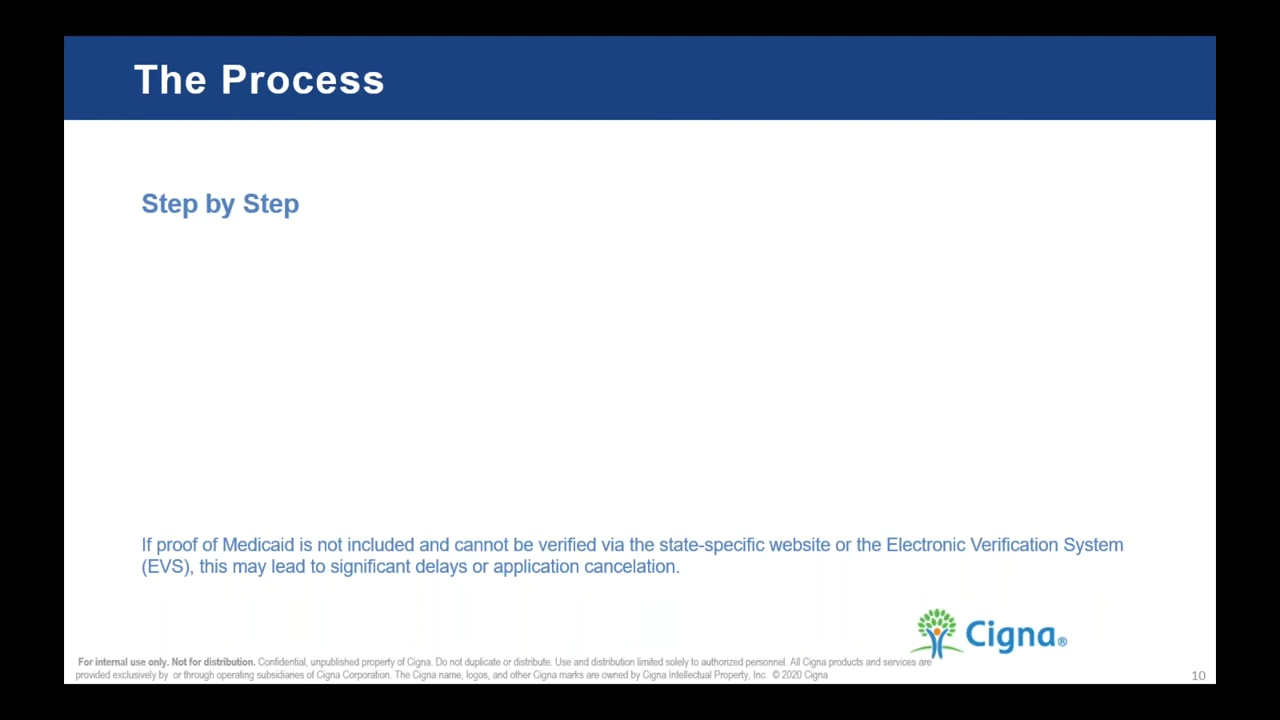 The Process
Step by Step
If proof of Medicaid is not included and cannot be verified via the state-specific website or the Electronic Verification System
(EVS), this may lead to significant delays or application cancelation.
Cigna®
For internal use only. Not for distribution. Confidential, unpublished property of Cigna. Do not duplicate or distribute. Use and distribution limited solely to authorized personnel. All Cigna products and services are
provided exclusively by or through operating subsidiaries of Cigna Corporation. The Cigna name, logos, and other Cigna marks are owned by Cigna Intellectual Property, Inc. © 2020 Cigna
10